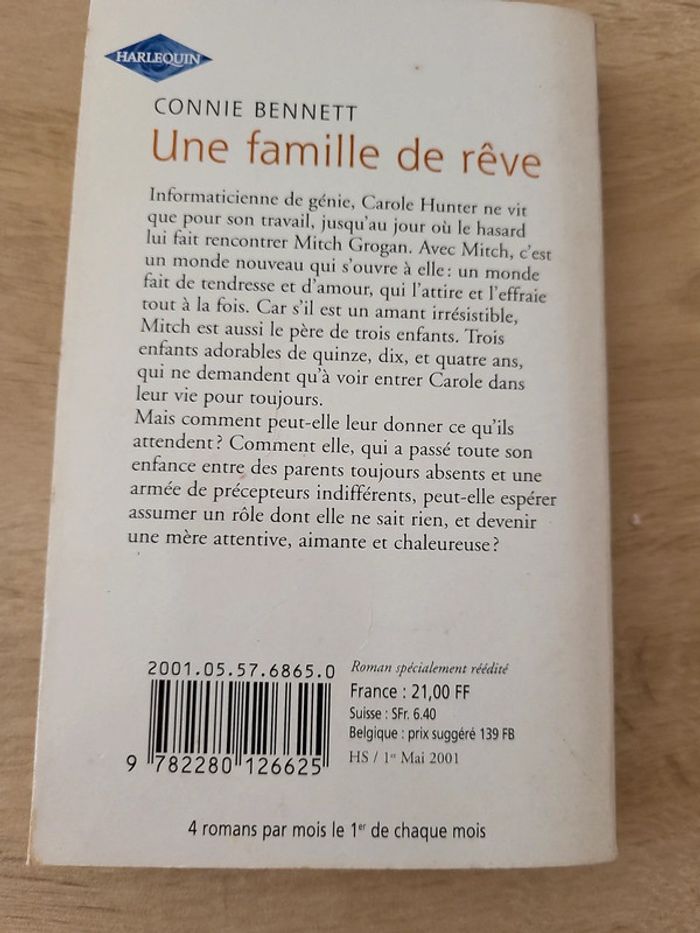 HARLEQUIN
CONNIE BENNETT
Une famille de rêve
Informaticienne de génie, Carole Hunter ne vit
que pour son travail, jusqu'au jour où le hasard
lui fait rencontrer Mitch Grogan. Avec Mitch, c'est
un monde nouveau qui s'ouvre à elle : un monde
fait de tendresse et d'amour, qui l'attire et l'effraie
tout à la fois. Car s'il est un amant irrésistible,
Mitch est aussi le père de trois enfants. Trois
enfants adorables de quinze, dix, et quatre ans,
qui ne demandent qu'à voir entrer Carole dans
leur vie pour toujours.
Mais comment peut-elle leur donner ce qu'ils
attendent ? Comment elle, qui a passé toute son
enfance entre des parents toujours absents et une
armée de précepteurs indifférents, peut-elle espérer
assumer un rôle dont elle ne sait rien, et devenir
une mère attentive, aimante et chaleureuse ?
2001.05.57.6865.0
Roman spécialement réédité
France : 21,00 FF
Suisse : SFr. 6.40
Belgique : prix suggéré 139 FB
HS / 1er Mai 2001
9 782280 126625
4 romans par mois le 1er de chaque mois